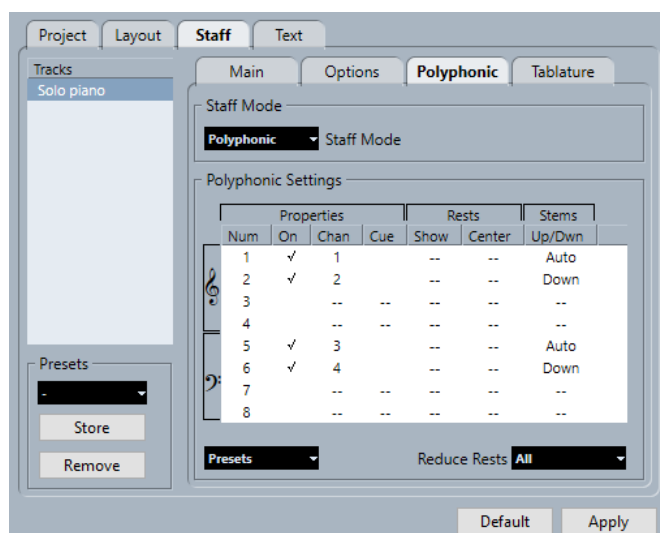 Project Layout Staff Text
Tracks
Solo piano
Main Options Polyphonic Tablature
Staff Mode
Polyphonic Staff Mode
Polyphonic Settings
Properties Rests Stems
Num On Chan Cue Show Center Up/Dwn
1 √ 1 -- -- Auto
2 √ 2 -- -- Down
3 -- -- -- -- --
4 -- -- -- -- --
5 √ 3 -- -- Auto
6 √ 4 -- -- Down
7 -- -- -- -- --
8 -- -- -- -- --
Presets
-
Store
Remove
Presets Reduce Rests All
Default Apply